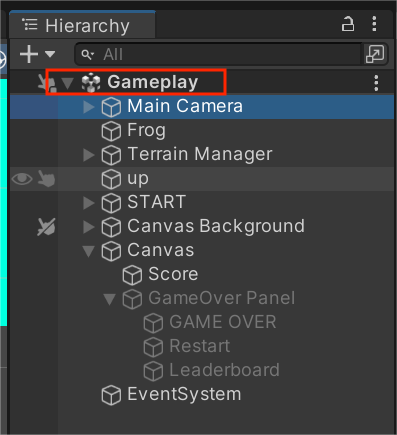 Hierarchy
All
Gameplay
Main Camera
Frog
Terrain Manager
up
START
Canvas Background
Canvas
Score
GameOver Panel
GAME OVER
Restart
Leaderboard
EventSystem